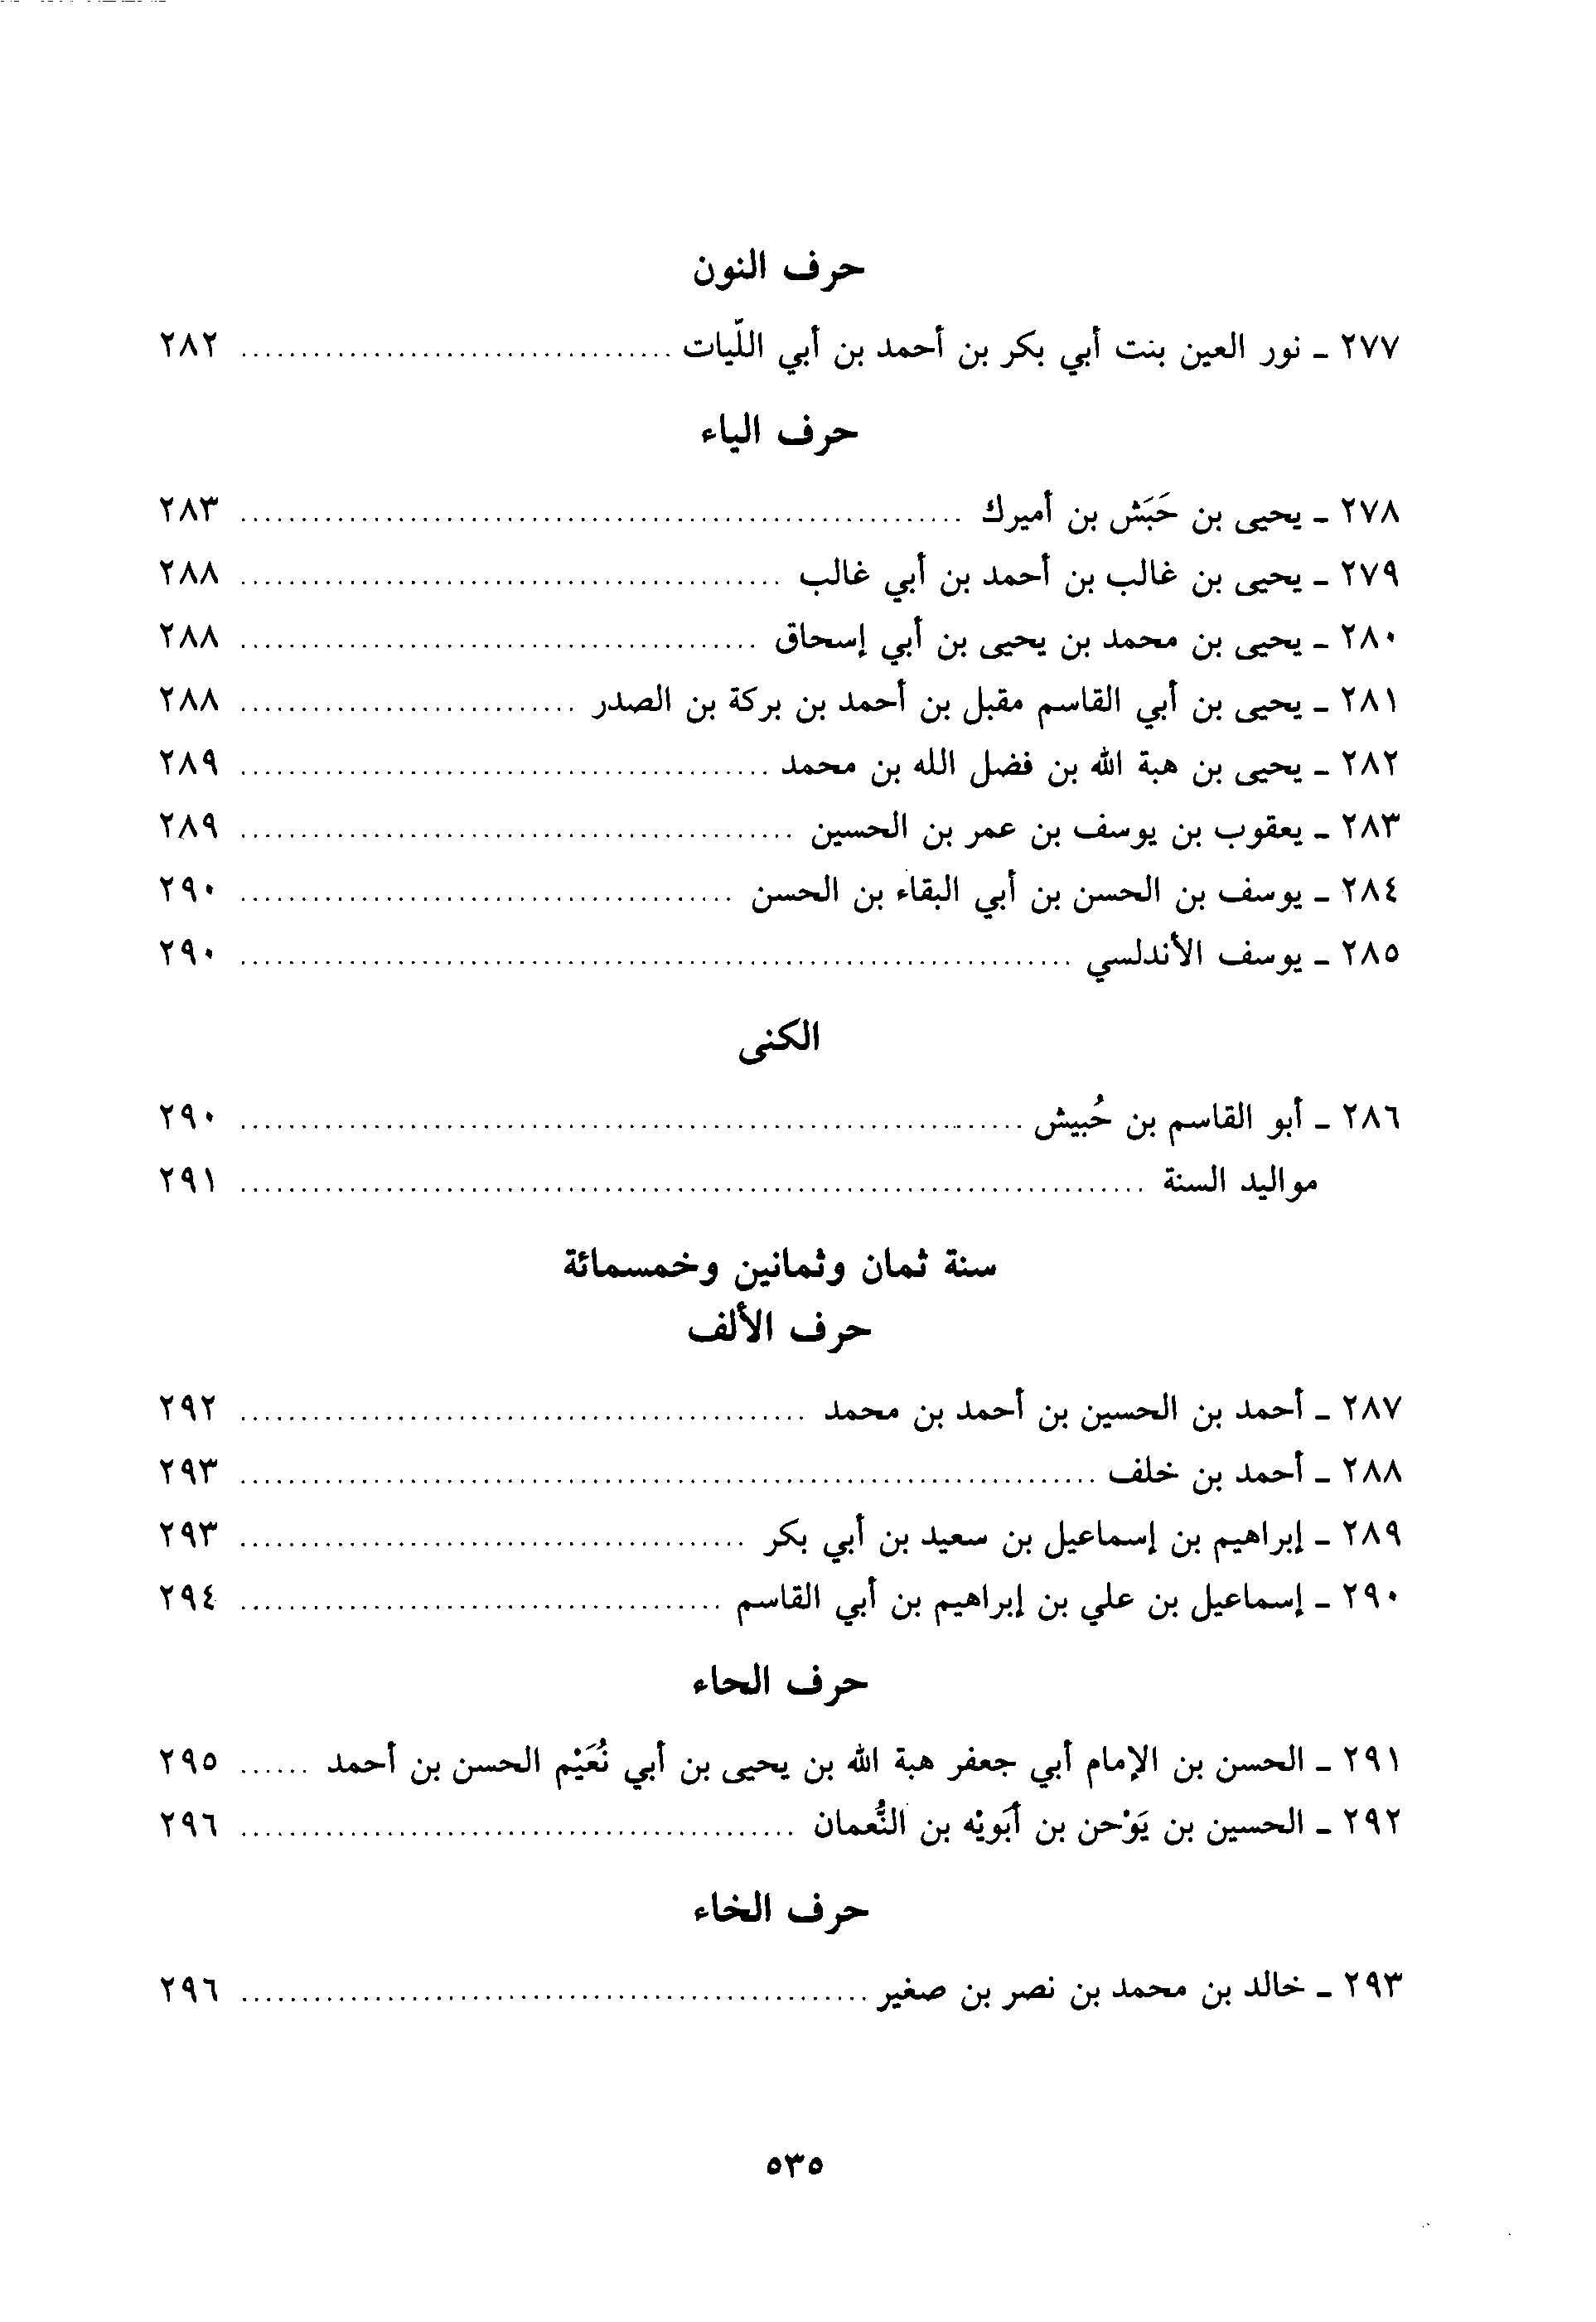 حرف النون
٢٧٧ - نور العين بنت أبي بكر بن أحمد بن أبي اللّيات ........ ٢٨٢
حرف الياء
٢٧٨ - يحيى بن حَبَش بن أميرك ........ ٢٨٣
٢٧٩ - يحيى بن غالب بن أحمد بن أبي غالب ........ ٢٨٨
٢٨٠ - يحيى بن محمد بن يحيى بن أبي إسحاق ........ ٢٨٨
٢٨١ - يحيى بن أبي القاسم مقبل بن أحمد بن بركة بن الصدر ........ ٢٨٨
٢٨٢ - يحيى بن هبة الله بن فضل الله بن محمد ........ ٢٨٩
٢٨٣ - يعقوب بن يوسف بن عمر بن الحسين ........ ٢٨٩
٢٨٤ - يوسف بن الحسن بن أبي البقاء بن الحسن ........ ٢٩٠
٢٨٥ - يوسف الأندلسي ........ ٢٩٠
الكنى
٢٨٦ - أبو القاسم بن حُبيش ........ ٢٩٠
مواليد السنة ........ ٢٩١
سنة ثمان وثمانين وخمسمائة
حرف الألف
٢٨٧ - أحمد بن الحسين بن أحمد بن محمد ........ ٢٩٢
٢٨٨ - أحمد بن خلف ........ ٢٩٣
٢٨٩ - إبراهيم بن إسماعيل بن سعيد بن أبي بكر ........ ٢٩٣
٢٩٠ - إسماعيل بن علي بن إبراهيم بن أبي القاسم ........ ٢٩٤
حرف الحاء
٢٩١ - الحسن بن الإمام أبي جعفر هبة الله بن يحيى بن أبي نُعَيْم الحسن بن أحمد ...... ٢٩٥
٢٩٢ - الحسين بن يَوْحن بن أَبَويْه بن النُّعمان ........ ٢٩٦
حرف الخاء
٢٩٣ - خالد بن محمد بن نصر بن صغير ........ ٢٩٦
٥٣٥